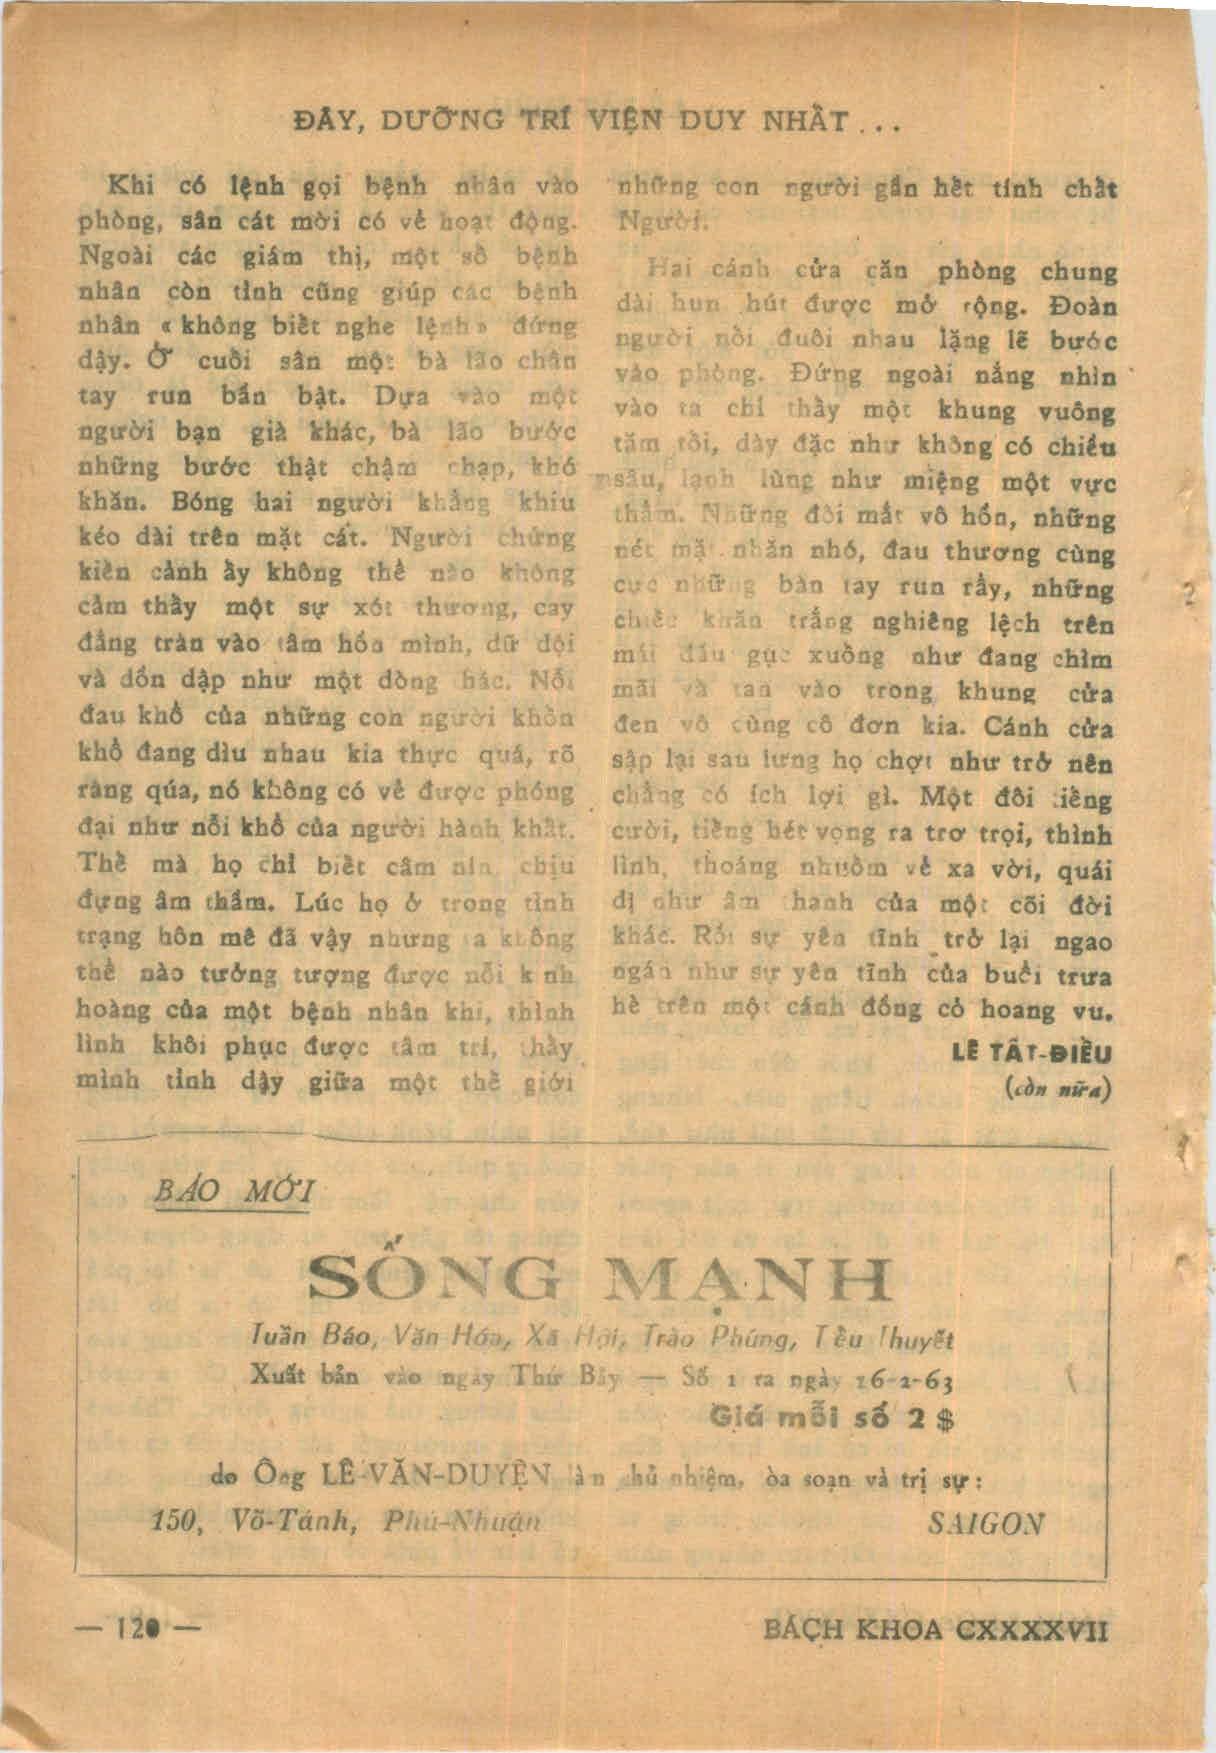 ĐÂY, DƯỠNG TRÍ VIỆN DUY NHẤT...
Khi có lệnh gọi bệnh nhân vào
phòng, sân cát mới có vẻ hoạt động.
Ngoài các giám thị, một số bệnh
nhân còn tỉnh cũng giúp các bệnh
nhân « không biết nghe lệnh » đứng
dậy. Ở cuối sân một bà lão chân
tay run bần bật. Dựa vào một
người bạn già khác, bà lão bước
những bước thật chậm chạp, khó
khăn. Bóng hai người khẳng khiu
kéo dài trên mặt cát. Người chứng
kiến cảnh ấy không thể nào không
cảm thấy một sự xót thương, cay
đắng tràn vào tâm hồn mình, dữ dội
và dồn dập như một dòng thác. Nỗi
đau khổ của những con người khốn
khổ đang dìu nhau kia thực quá, rõ
ràng qúa, nó không có vẻ được phóng
đại như nỗi khổ của người hành khất.
Thế mà họ chỉ biết câm nín chịu
đựng âm thầm. Lúc họ ở trong tình
trạng hôn mê đã vậy nhưng ta không
thể nào tưởng tượng được nỗi kinh
hoàng của một bệnh nhân khi, thình
lình khôi phục được tâm trí, thấy
mình tỉnh dậy giữa một thế giới
những con người gần hết tính chất
Người.
Hai cánh cửa căn phòng chung
dài hun hút được mở rộng. Đoàn
người nối đuôi nhau lặng lẽ bước
vào phòng. Đứng ngoài nắng nhìn
vào ta chỉ thấy một khung vuông
tăm tối, dày đặc như không có chiều
sâu, lạnh lùng như miệng một vực
thẳm. Những đôi mắt vô hồn, những
nét mặt nhăn nhó, đau thương cùng
cực những bàn tay run rẩy, những
chiếc khăn trắng nghiêng lệch trên
mái đầu gục xuống như đang chìm
mãi và tan vào trong khung cửa
đen vô cùng cô đơn kia. Cánh cửa
sập lại sau lưng họ chợt như trở nên
chẳng có ích lợi gì. Một đôi tiếng
cười, tiếng hét vọng ra trơ trọi, thình
lình, thoáng nhuốm vẻ xa vời, quái
dị như âm thanh của một cõi đời
khác. Rồi sự yên tĩnh trở lại ngao
ngán như sự yên tĩnh của buổi trưa
hè trên một cánh đồng cỏ hoang vu.
LÊ TẤT-ĐIỀU
(còn nữa)
BÁO MỚI
SỐNG MẠNH
Tuần Báo, Văn Hóa, Xã Hội, Trào Phúng, Tiểu Thuyết
Xuất bản vào ngày Thứ Bảy — Số 1 ra ngày 16-2-63
Giá mỗi số 2 $
do Ông LÊ-VĂN-DUYỆN làm chủ nhiệm, tòa soạn và trị sự :
150, Võ-Tánh, Phú-Nhuận SAIGON
— 120 — BÁCH KHOA CXXXXVII